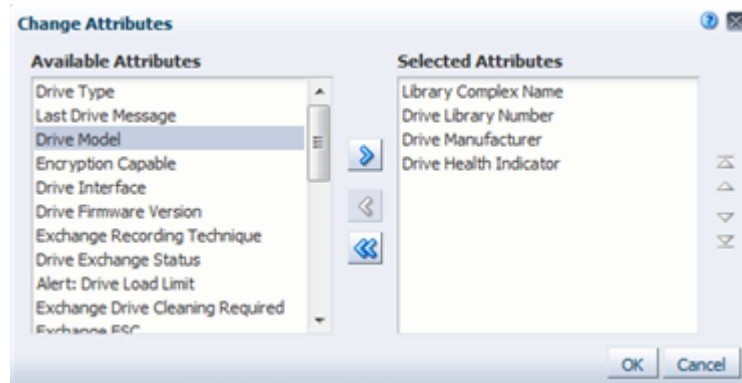 Change Attributes
Available Attributes
Drive Type
Last Drive Message
Drive Model
Encryption Capable
Drive Interface
Drive Firmware Version
Exchange Recording Technique
Drive Exchange Status
Alert: Drive Load Limit
Exchange Drive Cleaning Required
Exchange FSC
Selected Attributes
Library Complex Name
Drive Library Number
Drive Manufacturer
Drive Health Indicator
OK
Cancel